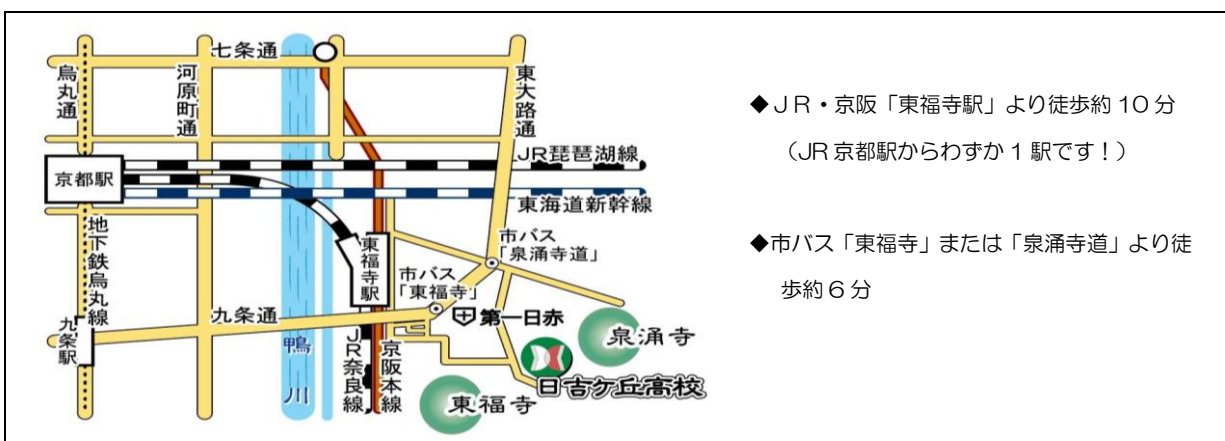 七条通
烏丸通
河原町通
東大路通
JR琵琶湖線
京都駅
東海道新幹線
地下鉄烏丸線
東福寺駅
市バス
「泉涌寺道」
市バス
「東福寺」
九条通
九条駅
第一日赤
泉涌寺
鴨川
JR奈良線
京阪本線
日吉ケ丘高校
東福寺
◆JR・京阪「東福寺駅」より徒歩約10分
（JR京都駅からわずか1駅です！）
◆市バス「東福寺」または「泉涌寺道」より徒
歩約6分